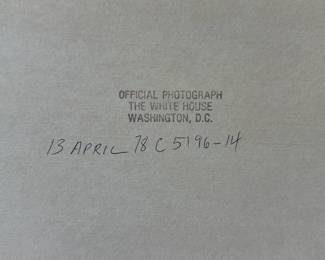 OFFICIAL PHOTOGRAPH
THE WHITE HOUSE
WASHINGTON, D.C.
13 APRIL 78 C 5196-14